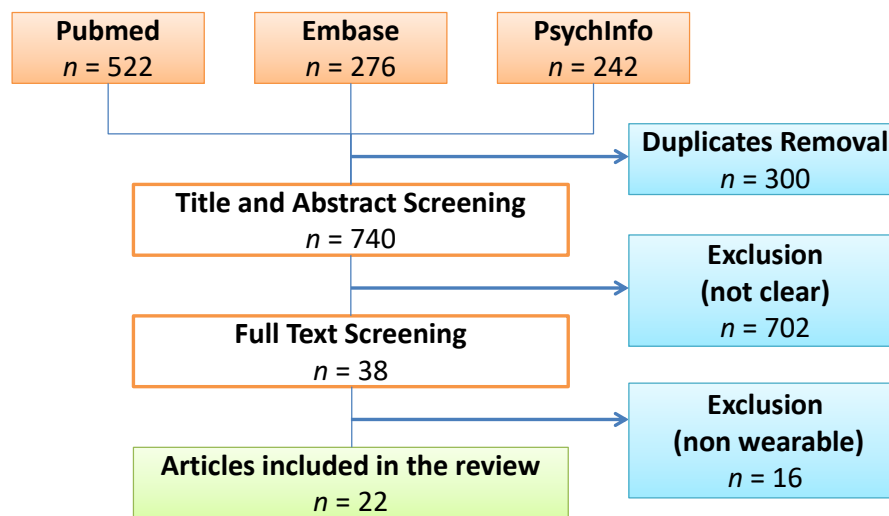 Pubmed
n = 522
Embase
n = 276
PsychInfo
n = 242
Duplicates Removal
n = 300
Title and Abstract Screening
n = 740
Exclusion
(not clear)
n = 702
Full Text Screening
n = 38
Exclusion
(non wearable)
n = 16
Articles included in the review
n = 22